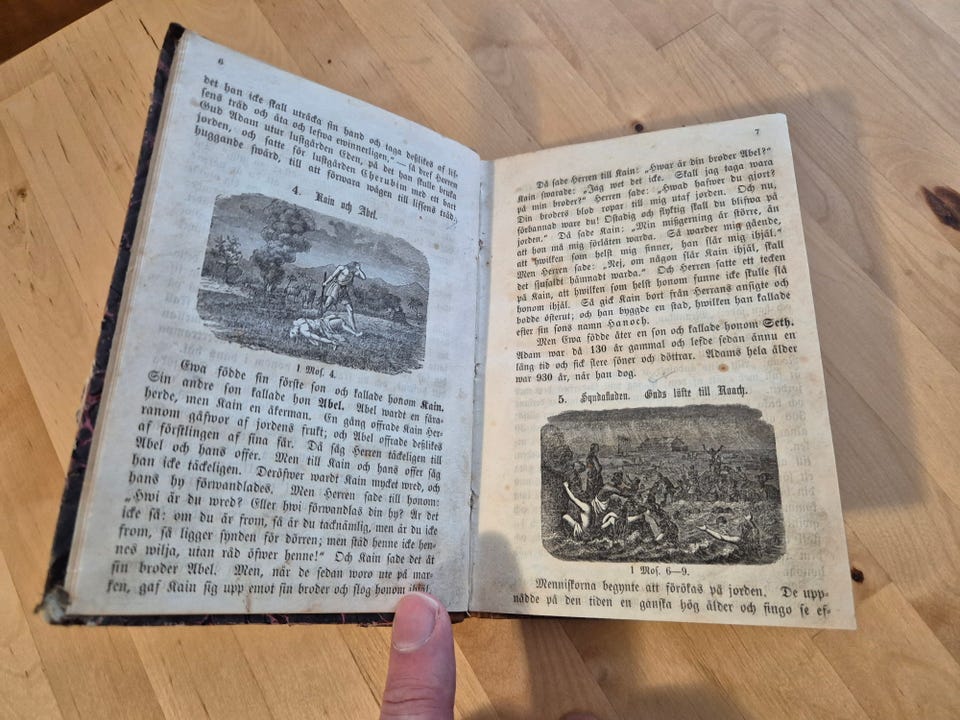 6
det han icke skall uträcka sin hand och taga deßlikes af lif-
sens träd och äta och lefwa ewinnerligen." — så dref Herren
Gud Adam utur lustgården Eden, på det han skulle bruka
jorden, och satte för lustgården Cherubim med ett bart
huggande swärd, till att förwara wägen till lifsens träd.
4. Kain och Abel.
1 Mos. 4.
Ewa födde sin förste son och kallade honom Kain.
Sin andre son kallade hon Abel. Abel wardt en fåra-
herde, men Kain en åkerman. En gång offrade Kain Her-
ranom gåfwor af jordens frukt; och Abel offrade deßlikes
af förstlingen af sina får. Då såg Herren täckeligen till
Abel och hans offer. Men till Kain och hans offer såg
han icke täckeligen. Deröfwer wardt Kain mycket wred, och
hans hy förwandlades. Men Herren sade till honom:
„Hwi är du wred? Eller hwi förwandlas din hy? Är det
icke så: om du är from, så är du tacknämlig, men är du icke
from, så ligger synden för dörren; men städ henne icke hen-
nes wilja, utan råd öfwer henne!" Och Kain sade det åt
sin broder Abel. Men, när de sedan woro ute på mar-
ken, gaf Kain sig upp emot sin broder och slog honom ihjäl.
7
Då sade Herren till Kain: „Hwar är din broder Abel?"
Kain swarade: „Jag wet det icke. Skall jag taga wara
på min broder?" Herren sade: „Hwad hafwer du gjort?
Din broders blod ropar till mig utaf jorden. Och nu,
förbannad ware du! Ostadig och flyktig skall du blifwa på
jorden." Då sade Kain: „Min mißgerning är större, än
att hon må mig förlåten warda. Så warder mig gående,
att hwilken som helst mig finner, han slår mig ihjäl."
Men Herren sade: „Nej, om någon slår Kain ihjäl, skall
det sjufaldt hämnadt warda." Och Herren satte ett tecken
på Kain, att hwilken som helst honom funne icke skulle slå
honom ihjäl. Så gick Kain bort från Herrans ansigte och
bodde österut; och han byggde en stad, hwilken han kallade
efter sin sons namn Hanoch.
Men Ewa födde åter en son och kallade honom Seth.
Adam war då 130 år gammal och lefde sedan ännu en
lång tid och fick flere söner och döttrar. Adams hela ålder
war 930 år, när han dog.
5. Syndafloden. Guds löfte till Noach.
1 Mos. 6—9.
Menniskorna begynte att förökas på jorden. De upp-
nådde på den tiden en ganska hög ålder och fingo se ef-